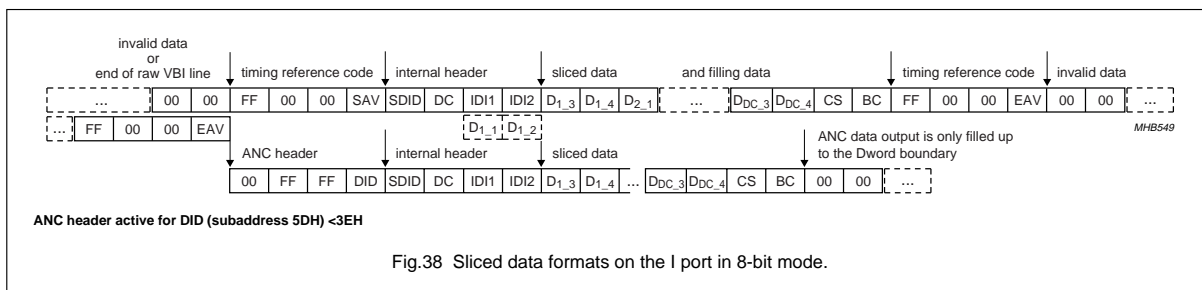 invalid data
or
end of raw VBI line
timing reference code
internal header
sliced data
and filling data
timing reference code
invalid data
... 00 00 FF 00 00 SAV SDID DC IDI1 IDI2 D1_3 D1_4 D2_1 ... DDC_3 DDC_4 CS BC FF 00 00 EAV 00 00 ...
... FF 00 00 EAV
D1_1 D1_2
MHB549
ANC header
internal header
sliced data
ANC data output is only filled up
to the Dword boundary
00 FF FF DID SDID DC IDI1 IDI2 D1_3 D1_4 ... DDC_3 DDC_4 CS BC 00 00 ...
ANC header active for DID (subaddress 5DH) <3EH
Fig.38 Sliced data formats on the I port in 8-bit mode.